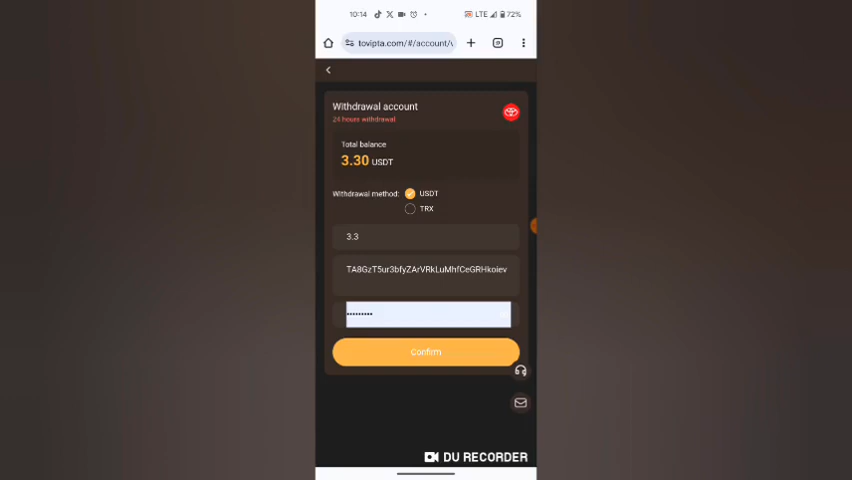 10:14 LTE 72%
tovipta.com/#/account/
Withdrawal account
24 hours withdrawal
Total balance
3.30 USDT
Withdrawal method: USDT
TRX
3.3
TA8GzT5ur3bfyZArVRkLuMhfCeGRHkoiev
•••••••••
Confirm
DU RECORDER